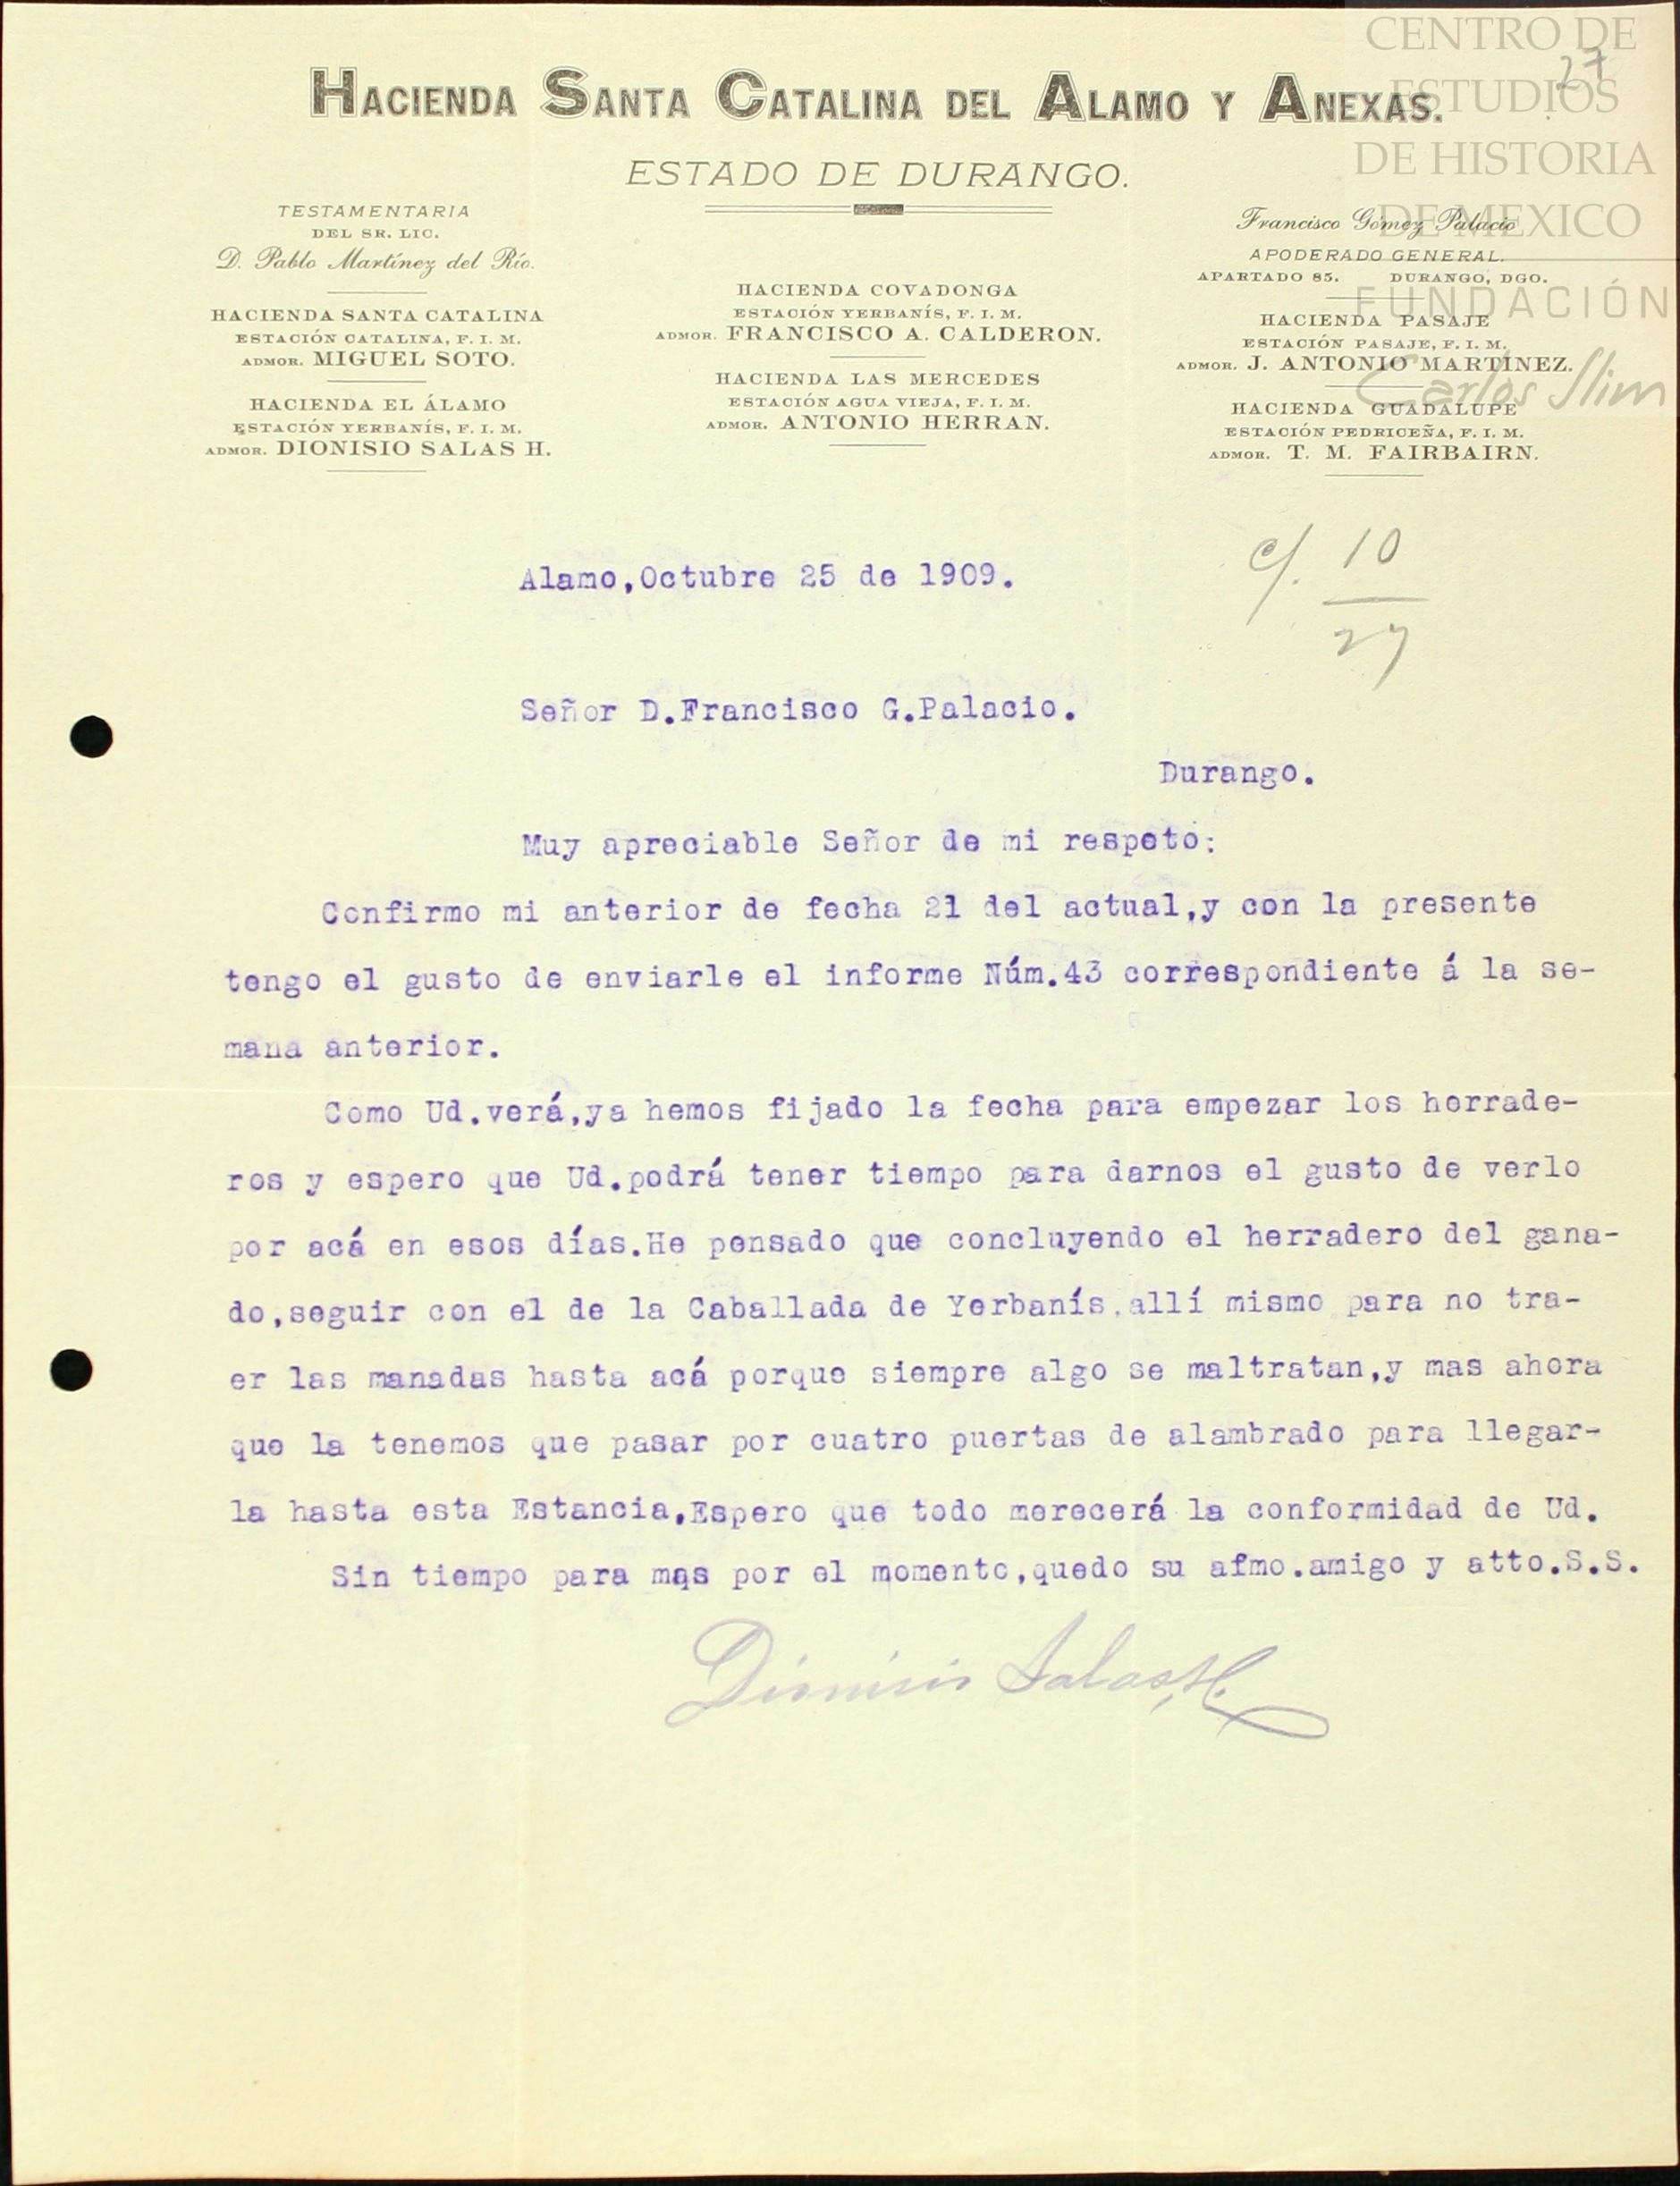 CENTRO DE
ESTUDIOS
DE HISTORIA
DE MEXICO
FUNDACIÓN
Carlos Slim
27
HACIENDA SANTA CATALINA DEL ALAMO Y ANEXAS.
ESTADO DE DURANGO.
TESTAMENTARIA
DEL SR. LIC.
D. Pablo Martínez del Río.
HACIENDA SANTA CATALINA
ESTACIÓN CATALINA, F. I. M.
ADMOR. MIGUEL SOTO.
HACIENDA EL ÁLAMO
ESTACIÓN YERBANÍS, F. I. M.
ADMOR. DIONISIO SALAS H.
HACIENDA COVADONGA
ESTACIÓN YERBANÍS, F. I. M.
ADMOR. FRANCISCO A. CALDERON.
HACIENDA LAS MERCEDES
ESTACIÓN AGUA VIEJA, F. I. M.
ADMOR. ANTONIO HERRAN.
Francisco Gómez Palacio
APODERADO GENERAL.
APARTADO 85. DURANGO, DGO.
HACIENDA PASAJE
ESTACIÓN PASAJE, F. I. M.
ADMOR. J. ANTONIO MARTÍNEZ.
HACIENDA GUADALUPE
ESTACIÓN PEDRICEÑA, F. I. M.
ADMOR. T. M. FAIRBAIRN.
c/. 10
27
Alamo,Octubre 25 de 1909.
Señor D.Francisco G.Palacio.
Durango.
Muy apreciable Señor de mi respeto:
Confirmo mi anterior de fecha 21 del actual,y con la presente
tengo el gusto de enviarle el informe Núm.43 correspondiente á la se-
mana anterior.
Como Ud.verá,ya hemos fijado la fecha para empezar los herrade-
ros y espero que Ud.podrá tener tiempo para darnos el gusto de verlo
por acá en esos días.He pensado que concluyendo el herradero del gana-
do,seguir con el de la Caballada de Yerbanís,allí mismo para no tra-
er las manadas hasta acá porque siempre algo se maltratan,y mas ahora
que la tenemos que pasar por cuatro puertas de alambrado para llegar-
la hasta esta Estancia.Espero que todo merecerá la conformidad de Ud.
Sin tiempo para mas por el momento,quedo su afmo.amigo y atto.S.S.
Dionisio Salas H.